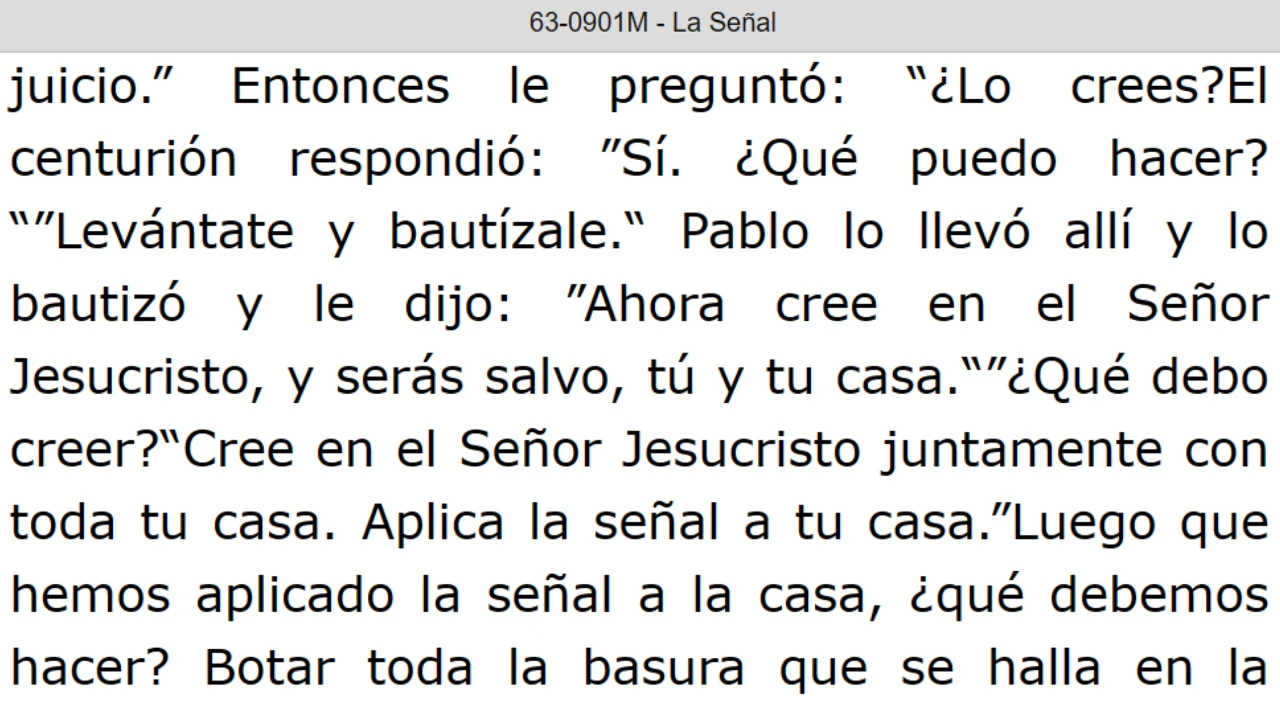 63-0901M - La Señal
juicio.” Entonces le preguntó: “¿Lo crees?El
centurión respondió: ”Sí. ¿Qué puedo hacer?
“”Levántate y bautízale.“ Pablo lo llevó allí y lo
bautizó y le dijo: ”Ahora cree en el Señor
Jesucristo, y serás salvo, tú y tu casa.“”¿Qué debo
creer?“Cree en el Señor Jesucristo juntamente con
toda tu casa. Aplica la señal a tu casa.”Luego que
hemos aplicado la señal a la casa, ¿qué debemos
hacer? Botar toda la basura que se halla en la